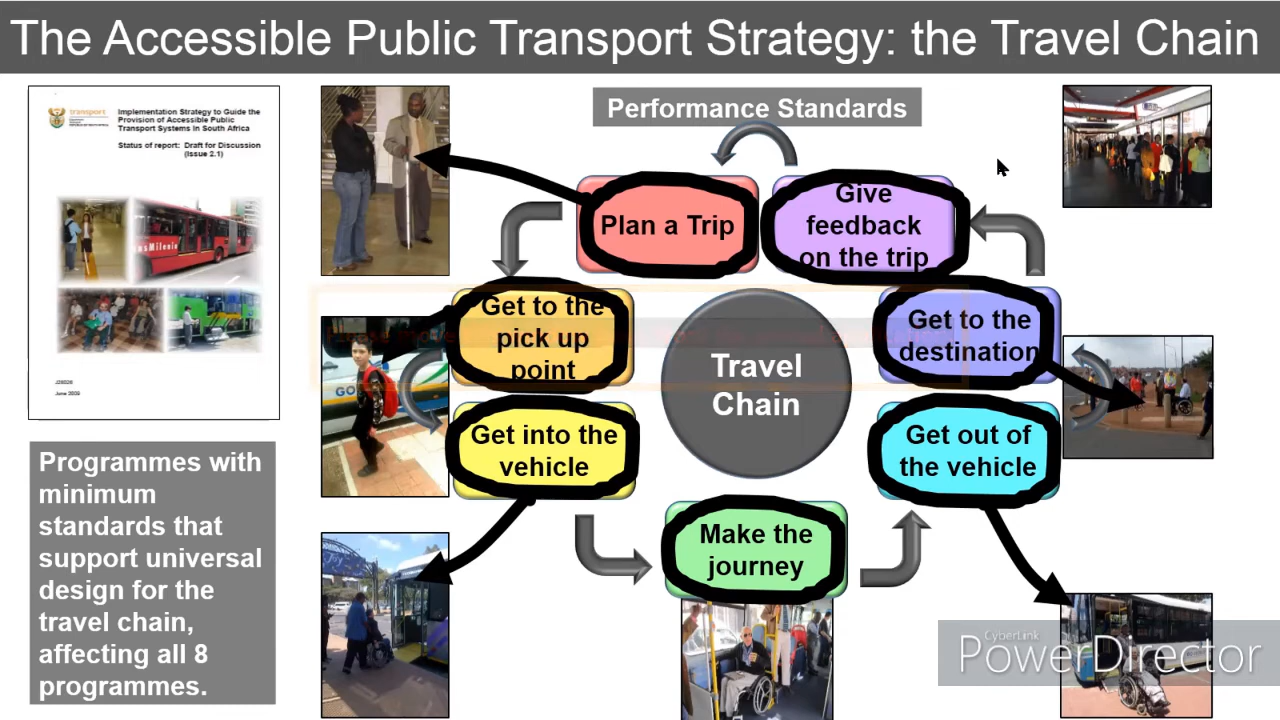 The Accessible Public Transport Strategy: the Travel Chain
transport
Implementation Strategy to Guide the
Provision of Accessible Public
Transport Systems in South Africa
Status of report: Draft for Discussion
(Issue 2.1)
June 2009
Programmes with
minimum
standards that
support universal
design for the
travel chain,
affecting all 8
programmes.
Performance Standards
Plan a Trip
Give
feedback
on the trip
Get to the
pick up
point
Get to the
destination
Travel
Chain
Get into the
vehicle
Get out of
the vehicle
Make the
journey
GO
CyberLink
PowerDirector